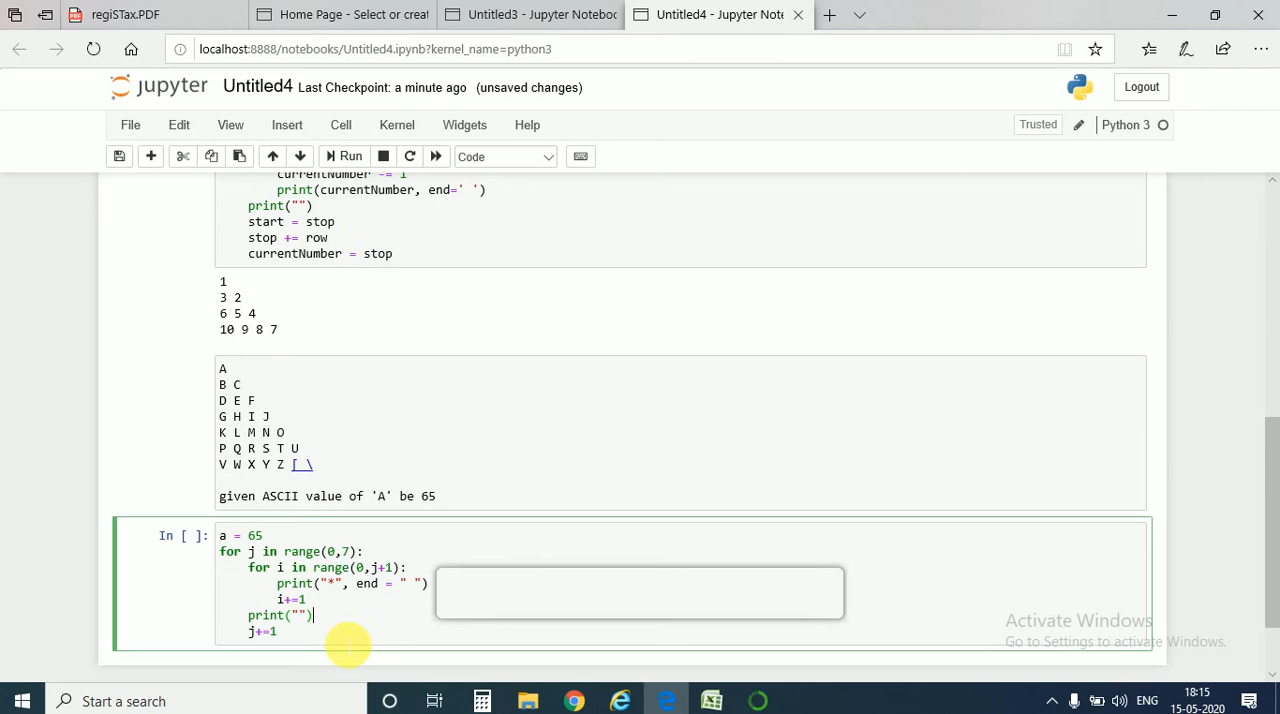 regiSTax.PDF
Home Page - Select or creat
Untitled3 - Jupyter Noteboo
Untitled4 - Jupyter Note
localhost:8888/notebooks/Untitled4.ipynb?kernel_name=python3
jupyter Untitled4 Last Checkpoint: a minute ago (unsaved changes)
Logout
File Edit View Insert Cell Kernel Widgets Help
Trusted Python 3
Run Code
currentNumber -= 1
print(currentNumber, end=' ')
print("")
start = stop
stop += row
currentNumber = stop
1
3 2
6 5 4
10 9 8 7
A
B C
D E F
G H I J
K L M N O
P Q R S T U
V W X Y Z [ \
given ASCII value of 'A' be 65
In [ ]: a = 65
for j in range(0,7):
for i in range(0,j+1):
print("*", end = " ")
i+=1
print("")
j+=1
Activate Windows
Go to Settings to activate Windows.
Start a search
ENG
18:15
15-05-2020